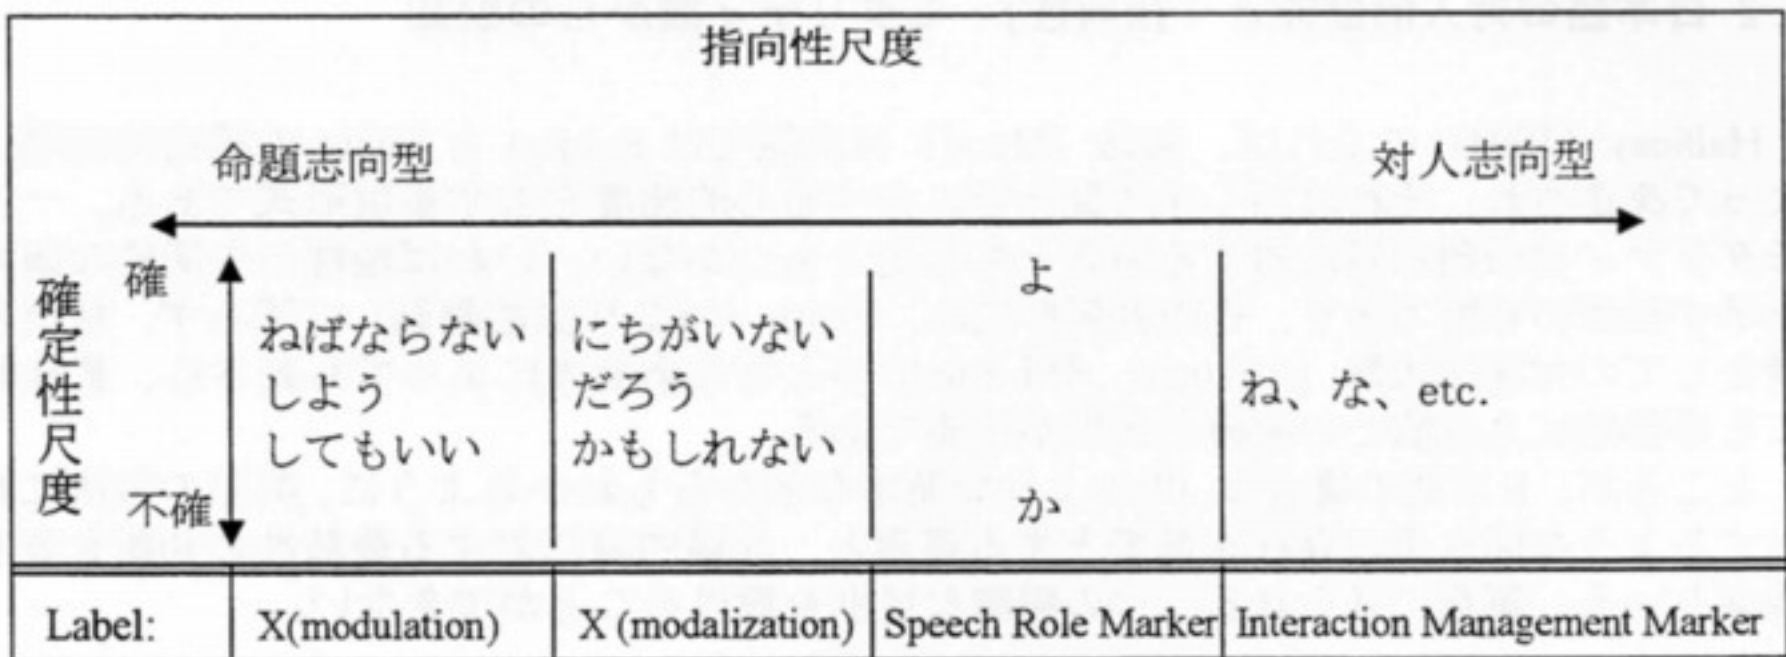 指向性尺度
命題志向型
対人志向型
確定性尺度
確
不確
ねばならない
しよう
してもいい
にちがいない
だろう
かもしれない
よ
か
ね、な、etc.
Label:
X(modulation)
X (modalization)
Speech Role Marker
Interaction Management Marker